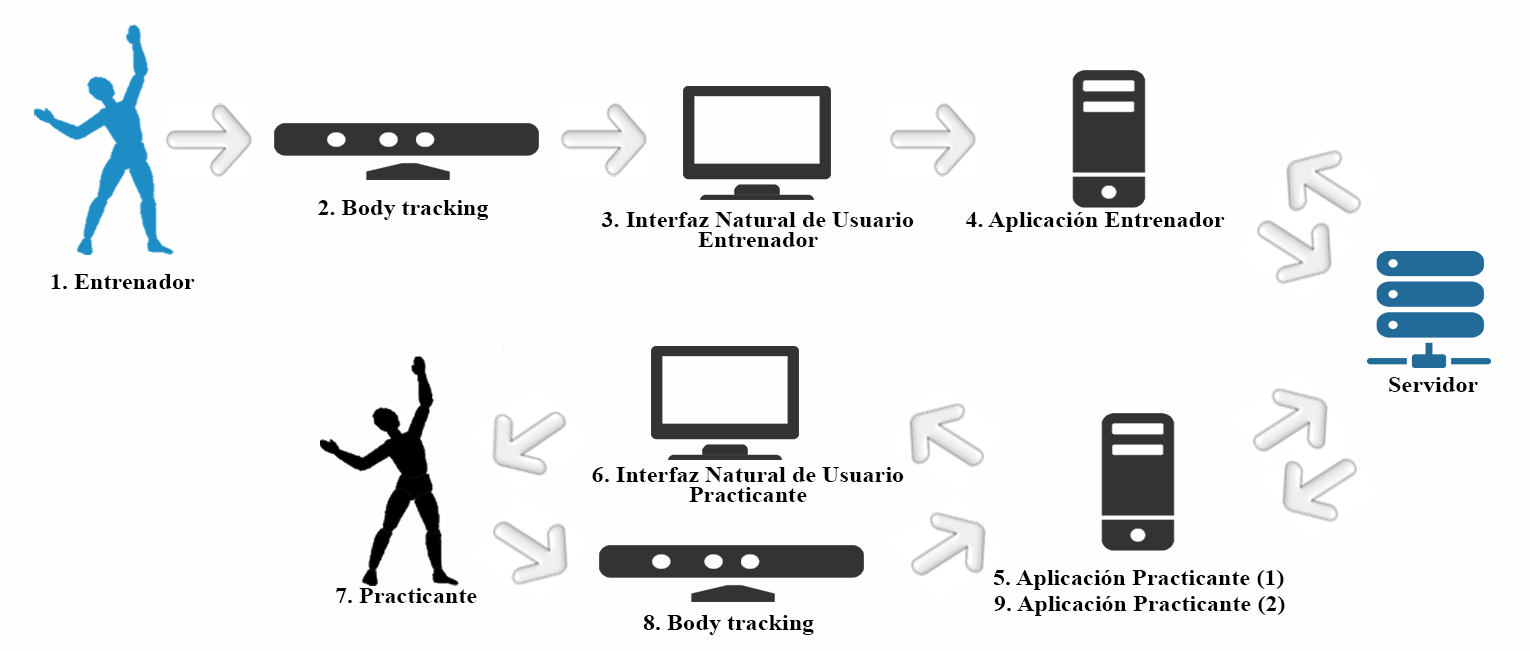 1. Entrenador
2. Body tracking
3. Interfaz Natural de Usuario
Entrenador
4. Aplicación Entrenador
Servidor
5. Aplicación Practicante (1)
9. Aplicación Practicante (2)
6. Interfaz Natural de Usuario
Practicante
7. Practicante
8. Body tracking